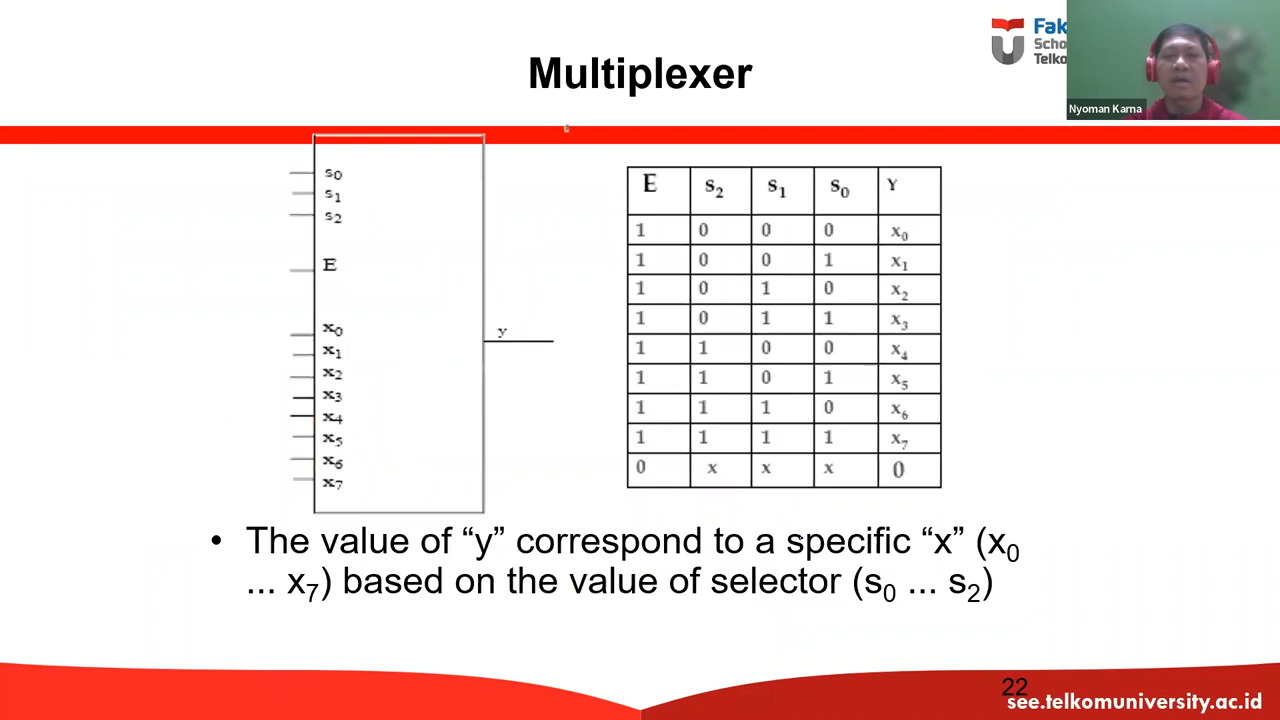 Fak
Scho
Telko
Nyoman Karna
Multiplexer
s0
s1
s2
E
x0
x1
x2
x3
x4
x5
x6
x7
y
E s2 s1 s0 Y
1 0 0 0 x0
1 0 0 1 x1
1 0 1 0 x2
1 0 1 1 x3
1 1 0 0 x4
1 1 0 1 x5
1 1 1 0 x6
1 1 1 1 x7
0 x x x 0
• The value of “y” correspond to a specific “x” (x0
... x7) based on the value of selector (s0 ... s2)
22
see.telkomuniversity.ac.id